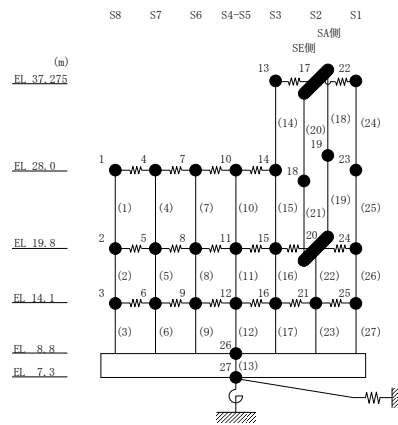 S8 S7 S6 S4-S5 S3 S2 S1
SA側
SE側
(m)
13 17 22
EL 37.275
(14) (20) (18) (24)
19
1 4 7 10 14 18 23
EL 28.0
(1) (4) (7) (10) (15) (21) (19) (25)
2 5 8 11 15 20 24
EL 19.8
(2) (5) (8) (11) (16) (22) (26)
3 6 9 12 16 21 25
EL 14.1
(3) (6) (9) (12) (17) (23) (27)
26
EL 8.8
27 (13)
EL 7.3